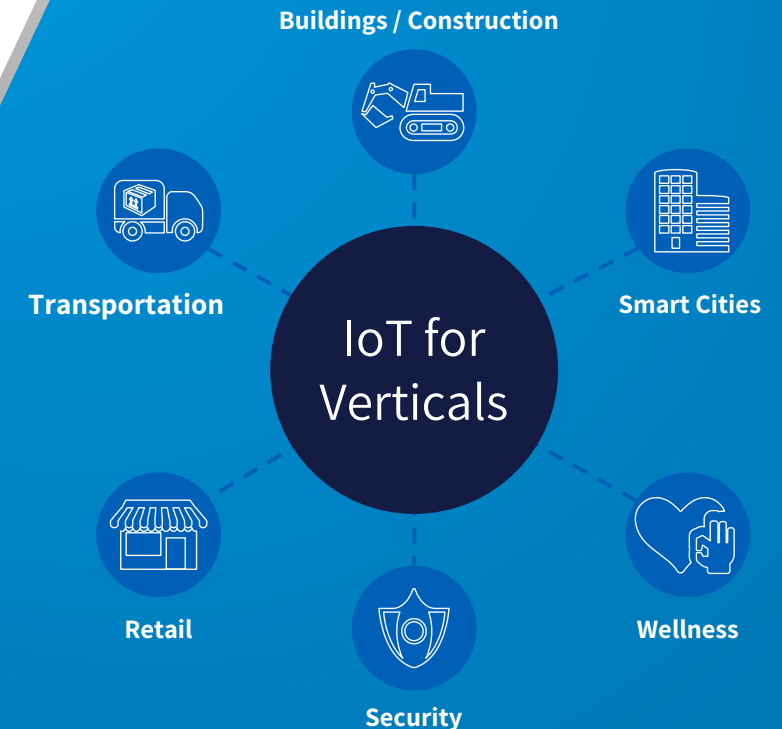 Buildings / Construction
Transportation
Smart Cities
IoT for
Verticals
Retail
Wellness
Security